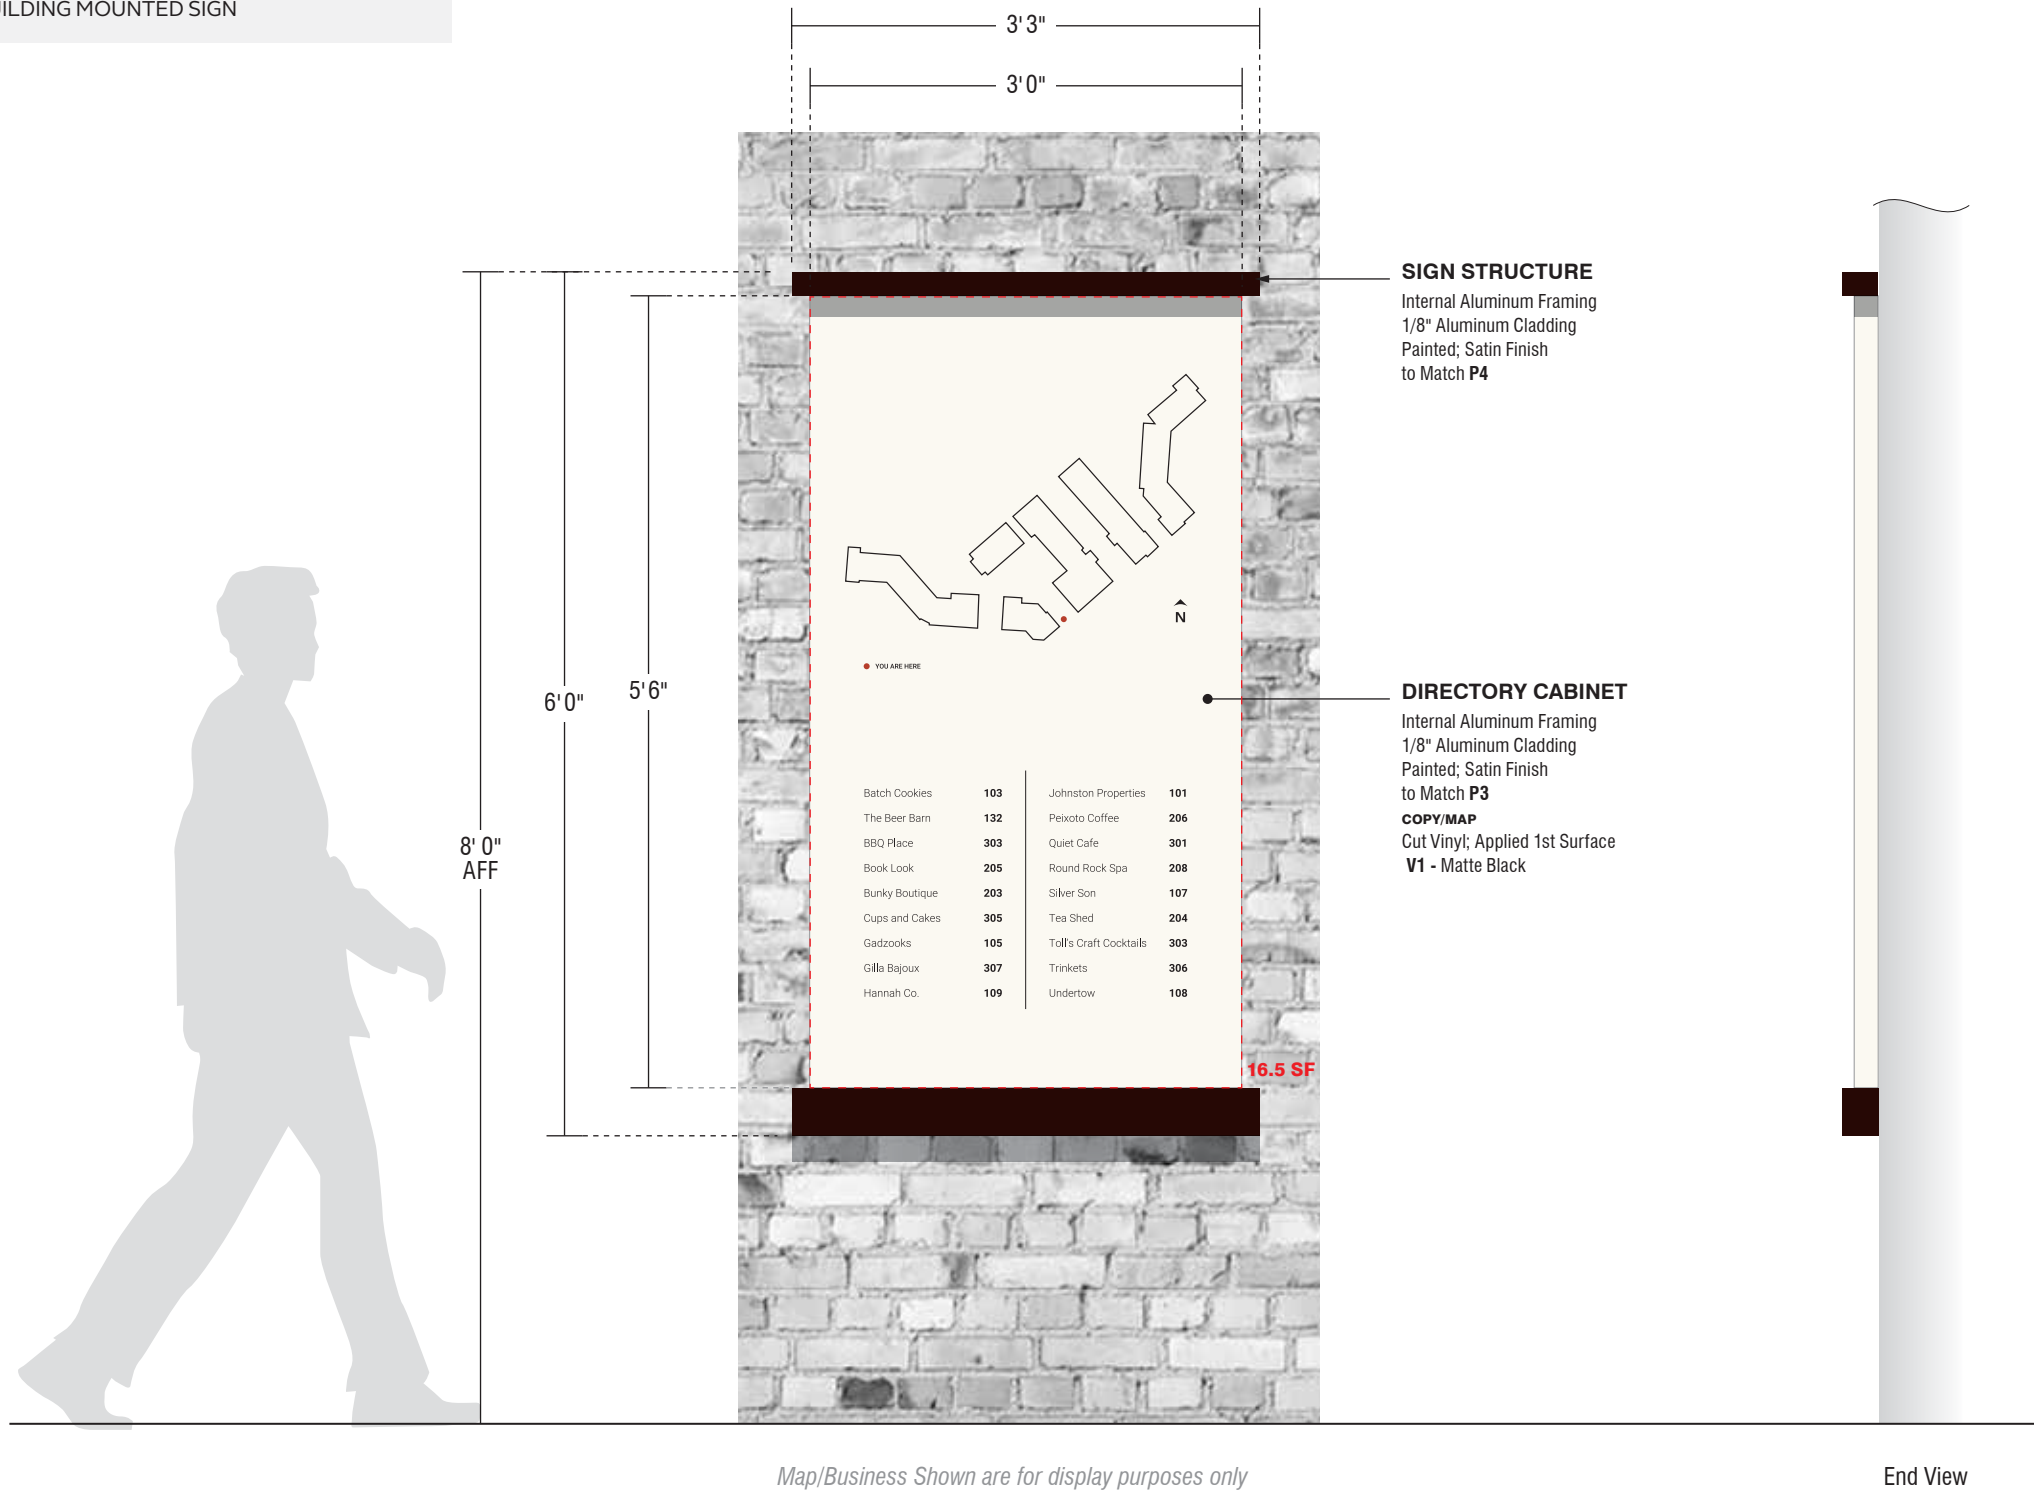 BUILDING MOUNTED SIGN
3'3"
3'0"
SIGN STRUCTURE
Internal Aluminum Framing
1/8" Aluminum Cladding
Painted; Satin Finish
to Match P4
N
YOU ARE HERE
6'0"
5'6"
8' 0"
AFF
DIRECTORY CABINET
Internal Aluminum Framing
1/8" Aluminum Cladding
Painted; Satin Finish
to Match P3
COPY/MAP
Cut Vinyl; Applied 1st Surface
V1 - Matte Black
Batch Cookies 103
The Beer Barn 132
BBQ Place 303
Book Look 205
Bunky Boutique 203
Cups and Cakes 305
Gadzooks 105
Gilla Bajoux 307
Hannah Co. 109
Johnston Properties 101
Peixoto Coffee 206
Quiet Cafe 301
Round Rock Spa 208
Silver Son 107
Tea Shed 204
Toll's Craft Cocktails 303
Trinkets 306
Undertow 108
16.5 SF
Map/Business Shown are for display purposes only
End View